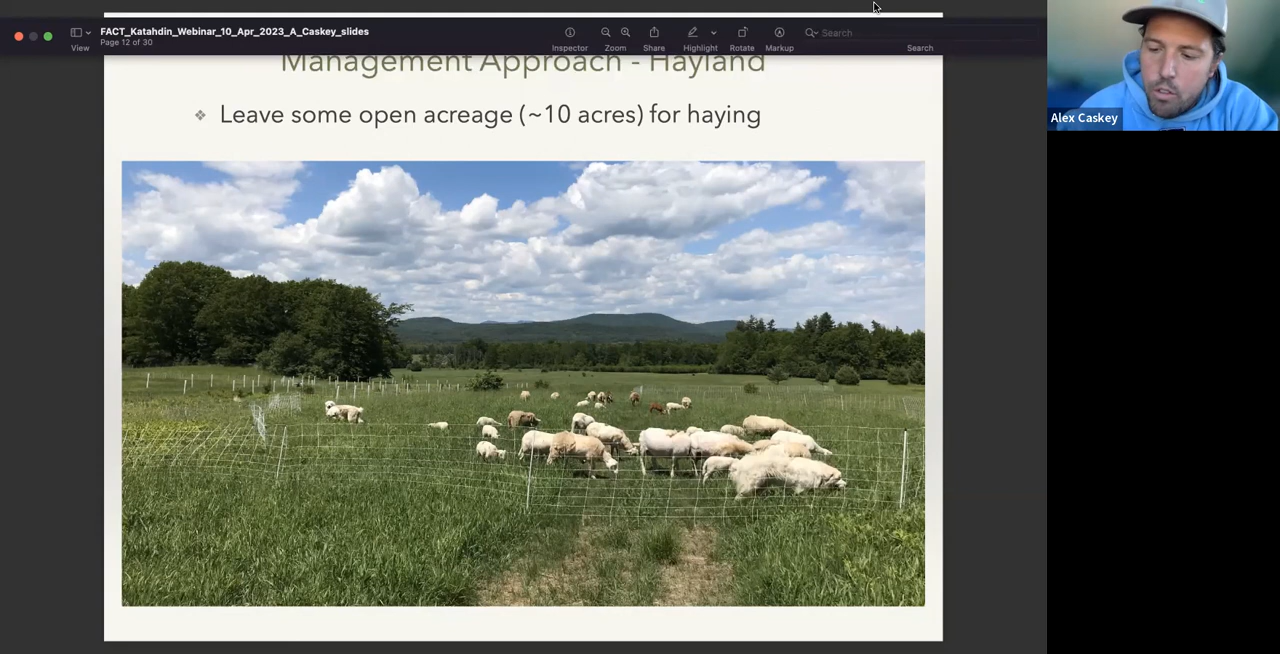 FACT_Katahdin_Webinar_10_Apr_2023_A_Caskey_slides
Page 12 of 30
View
Inspector
Zoom
Share
Highlight
Rotate
Markup
Search
Search
Alex Caskey
Management Approach - Hayland
❖ Leave some open acreage (~10 acres) for haying